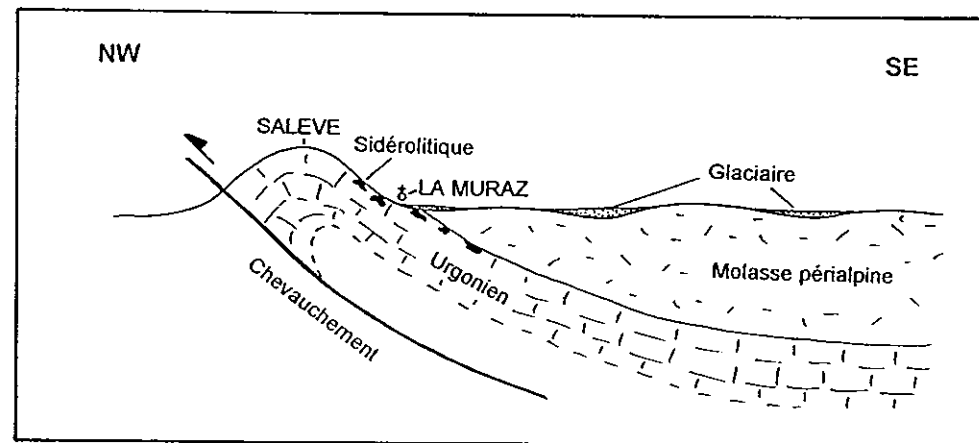 NW
SE
SALEVE
Sidérolitique
LA MURAZ
Glaciaire
Urgonien
Molasse périalpine
Chevauchement